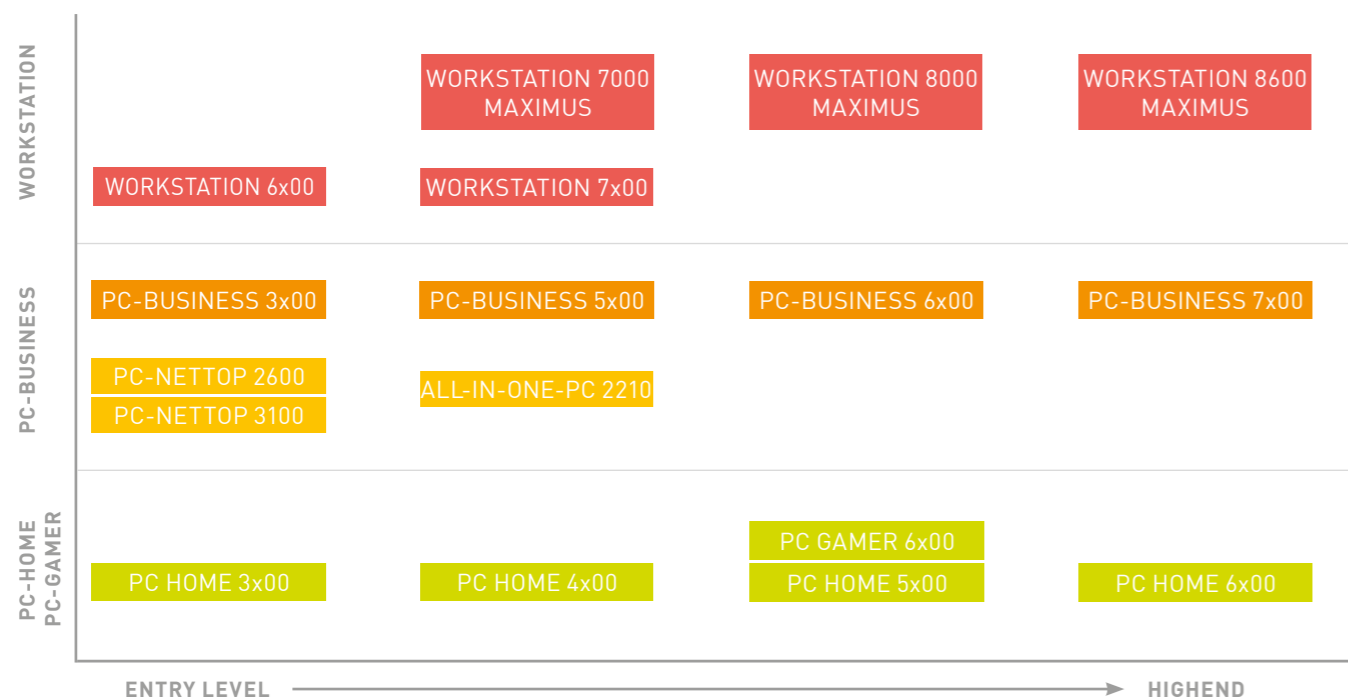 WORKSTATION
WORKSTATION 7000
MAXIMUS
WORKSTATION 8000
MAXIMUS
WORKSTATION 8600
MAXIMUS
WORKSTATION 6x00
WORKSTATION 7x00
PC-BUSINESS
PC-BUSINESS 3x00
PC-BUSINESS 5x00
PC-BUSINESS 6x00
PC-BUSINESS 7x00
PC-NETTOP 2600
PC-NETTOP 3100
ALL-IN-ONE-PC 2210
PC-HOME
PC-GAMER
PC GAMER 6x00
PC HOME 3x00
PC HOME 4x00
PC HOME 5x00
PC HOME 6x00
ENTRY LEVEL
HIGHEND